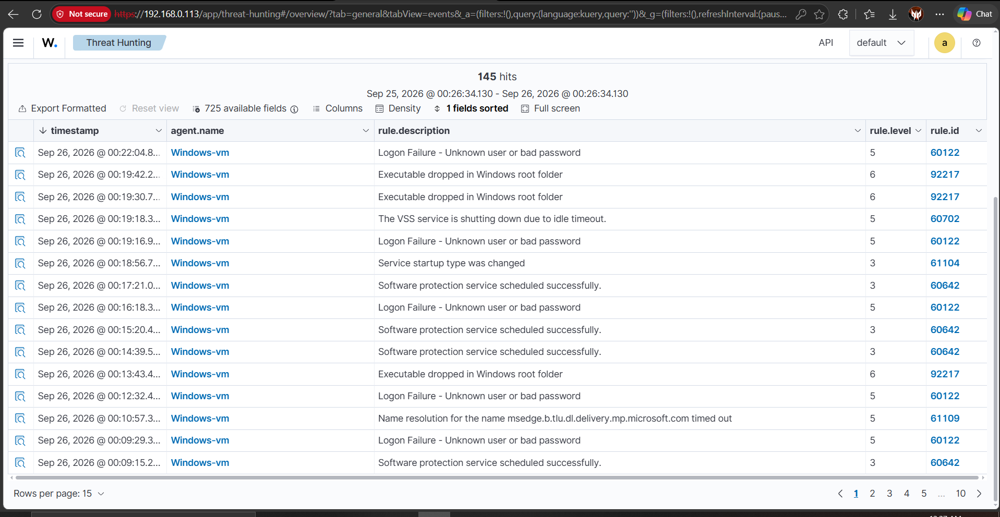 Not secure https://192.168.0.113/app/threat-hunting#/overview/?tab=general&tabView=events&_a=(filters:!(),query:(language:kuery,query:''))&_g=(filters:!(),refreshInterval:(paus... Chat
W. Threat Hunting API default a
145 hits
Sep 25, 2026 @ 00:26:34.130 - Sep 26, 2026 @ 00:26:34.130
Export Formatted Reset view 725 available fields Columns Density 1 fields sorted Full screen
timestamp agent.name rule.description rule.level rule.id
Sep 26, 2026 @ 00:22:04.8... Windows-vm Logon Failure - Unknown user or bad password 5 60122
Sep 26, 2026 @ 00:19:42.2... Windows-vm Executable dropped in Windows root folder 6 92217
Sep 26, 2026 @ 00:19:30.7... Windows-vm Executable dropped in Windows root folder 6 92217
Sep 26, 2026 @ 00:19:18.3... Windows-vm The VSS service is shutting down due to idle timeout. 5 60702
Sep 26, 2026 @ 00:19:16.9... Windows-vm Logon Failure - Unknown user or bad password 5 60122
Sep 26, 2026 @ 00:18:56.7... Windows-vm Service startup type was changed 3 61104
Sep 26, 2026 @ 00:17:21.0... Windows-vm Software protection service scheduled successfully. 3 60642
Sep 26, 2026 @ 00:16:18.3... Windows-vm Logon Failure - Unknown user or bad password 5 60122
Sep 26, 2026 @ 00:15:20.4... Windows-vm Software protection service scheduled successfully. 3 60642
Sep 26, 2026 @ 00:14:39.5... Windows-vm Software protection service scheduled successfully. 3 60642
Sep 26, 2026 @ 00:13:43.4... Windows-vm Executable dropped in Windows root folder 6 92217
Sep 26, 2026 @ 00:12:32.4... Windows-vm Logon Failure - Unknown user or bad password 5 60122
Sep 26, 2026 @ 00:10:57.3... Windows-vm Name resolution for the name msedge.b.tlu.dl.delivery.mp.microsoft.com timed out 5 61109
Sep 26, 2026 @ 00:09:29.3... Windows-vm Logon Failure - Unknown user or bad password 5 60122
Sep 26, 2026 @ 00:09:15.2... Windows-vm Software protection service scheduled successfully. 3 60642
Rows per page: 15 1 2 3 4 5 ... 10